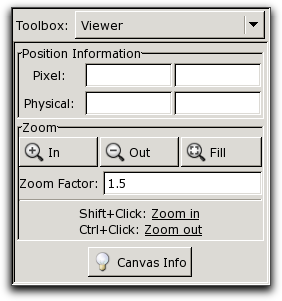 Toolbox: Viewer
Position Information
Pixel:
Physical:
Zoom
In Out Fill
Zoom Factor: 1.5
Shift+Click: Zoom in
Ctrl+Click: Zoom out
Canvas Info